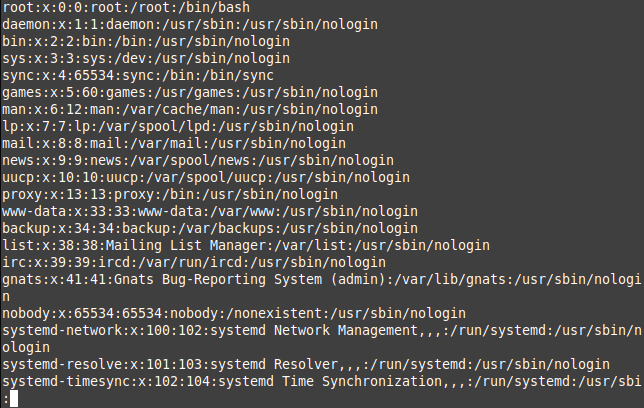 root:x:0:0:root:/root:/bin/bash
daemon:x:1:1:daemon:/usr/sbin:/usr/sbin/nologin
bin:x:2:2:bin:/bin:/usr/sbin/nologin
sys:x:3:3:sys:/dev:/usr/sbin/nologin
sync:x:4:65534:sync:/bin:/bin/sync
games:x:5:60:games:/usr/games:/usr/sbin/nologin
man:x:6:12:man:/var/cache/man:/usr/sbin/nologin
lp:x:7:7:lp:/var/spool/lpd:/usr/sbin/nologin
mail:x:8:8:mail:/var/mail:/usr/sbin/nologin
news:x:9:9:news:/var/spool/news:/usr/sbin/nologin
uucp:x:10:10:uucp:/var/spool/uucp:/usr/sbin/nologin
proxy:x:13:13:proxy:/bin:/usr/sbin/nologin
www-data:x:33:33:www-data:/var/www:/usr/sbin/nologin
backup:x:34:34:backup:/var/backups:/usr/sbin/nologin
list:x:38:38:Mailing List Manager:/var/list:/usr/sbin/nologin
irc:x:39:39:ircd:/var/run/ircd:/usr/sbin/nologin
gnats:x:41:41:Gnats Bug-Reporting System (admin):/var/lib/gnats:/usr/sbin/nologi
n
nobody:x:65534:65534:nobody:/nonexistent:/usr/sbin/nologin
systemd-network:x:100:102:systemd Network Management,,,:/run/systemd:/usr/sbin/n
ologin
systemd-resolve:x:101:103:systemd Resolver,,,:/run/systemd:/usr/sbin/nologin
systemd-timesync:x:102:104:systemd Time Synchronization,,,:/run/systemd:/usr/sbi
: